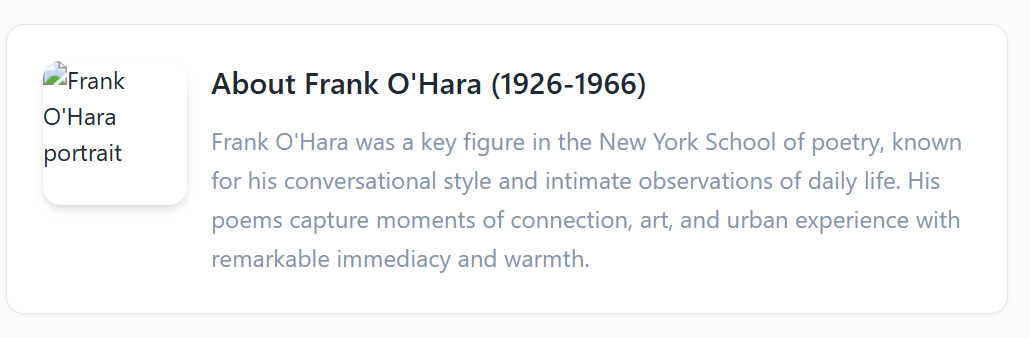 Frank
O'Hara
portrait
About Frank O'Hara (1926-1966)
Frank O'Hara was a key figure in the New York School of poetry, known
for his conversational style and intimate observations of daily life. His
poems capture moments of connection, art, and urban experience with
remarkable immediacy and warmth.